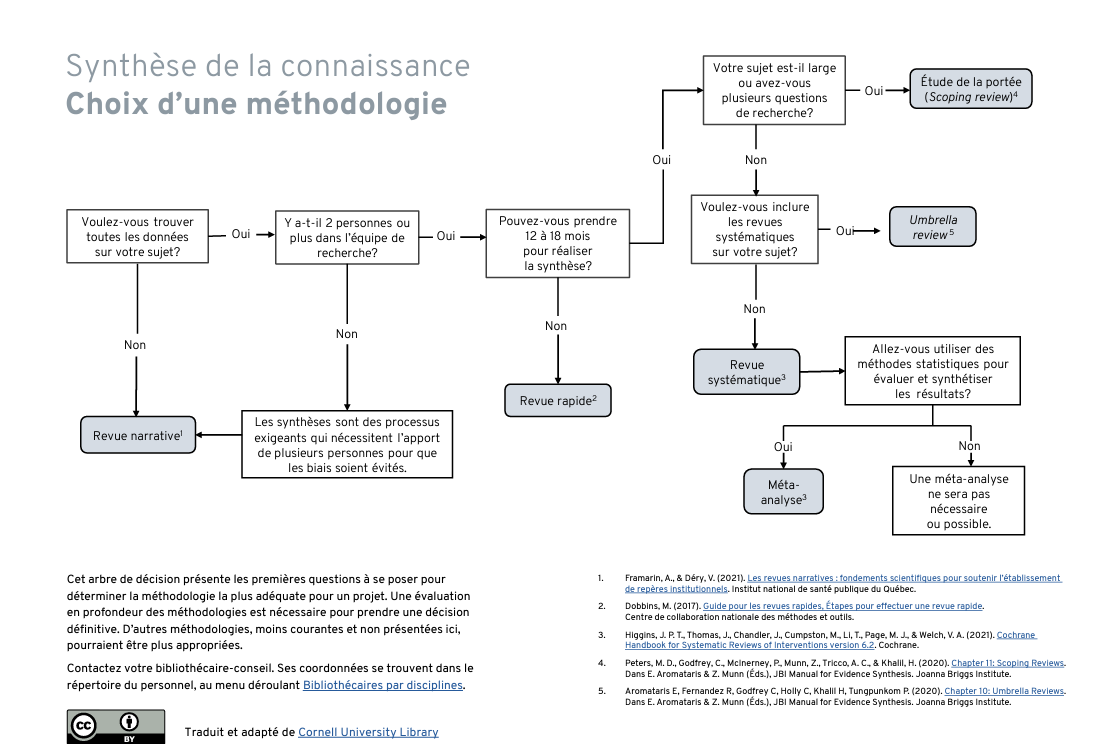 Synthèse de la connaissance
Choix d’une méthodologie
Votre sujet est-il large
ou avez-vous
plusieurs questions
de recherche?
Oui
Étude de la portée
(Scoping review)⁴
Oui
Non
Voulez-vous trouver
toutes les données
sur votre sujet?
Oui
Y a-t-il 2 personnes ou
plus dans l’équipe de
recherche?
Oui
Pouvez-vous prendre
12 à 18 mois
pour réaliser
la synthèse?
Voulez-vous inclure
les revues
systématiques
sur votre sujet?
Oui
Umbrella
review ⁵
Non
Non
Non
Non
Revue narrative¹
Les synthèses sont des processus
exigeants qui nécessitent l’apport
de plusieurs personnes pour que
les biais soient évités.
Revue rapide²
Revue
systématique³
Allez-vous utiliser des
méthodes statistiques pour
évaluer et synthétiser
les résultats?
Oui
Non
Méta-
analyse³
Une méta-analyse
ne sera pas
nécessaire
ou possible.
Cet arbre de décision présente les premières questions à se poser pour
déterminer la méthodologie la plus adéquate pour un projet. Une évaluation
en profondeur des méthodologies est nécessaire pour prendre une décision
définitive. D’autres méthodologies, moins courantes et non présentées ici,
pourraient être plus appropriées.
Contactez votre bibliothécaire-conseil. Ses coordonnées se trouvent dans le
répertoire du personnel, au menu déroulant Bibliothécaires par disciplines.
cc
BY
Traduit et adapté de Cornell University Library
1. Framarin, A., & Déry, V. (2021). Les revues narratives : fondements scientifiques pour soutenir l’établissement
de repères institutionnels. Institut national de santé publique du Québec.
2. Dobbins, M. (2017). Guide pour les revues rapides, Étapes pour effectuer une revue rapide.
Centre de collaboration nationale des méthodes et outils.
3. Higgins, J. P. T., Thomas, J., Chandler, J., Cumpston, M., Li, T., Page, M. J., & Welch, V. A. (2021). Cochrane
Handbook for Systematic Reviews of Interventions version 6.2. Cochrane.
4. Peters, M. D., Godfrey, C., McInerney, P., Munn, Z., Tricco, A. C., & Khalil, H. (2020). Chapter 11: Scoping Reviews.
Dans E. Aromataris & Z. Munn (Éds.), JBI Manual for Evidence Synthesis. Joanna Briggs Institute.
5. Aromataris E, Fernandez R, Godfrey C, Holly C, Khalil H, Tungpunkom P. (2020). Chapter 10: Umbrella Reviews.
Dans E. Aromataris & Z. Munn (Éds.), JBI Manual for Evidence Synthesis. Joanna Briggs Institute.